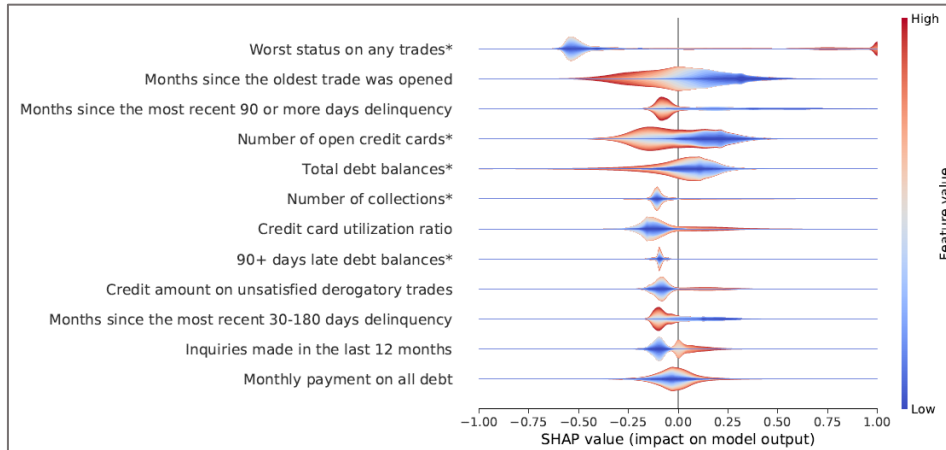 High
Worst status on any trades*
Months since the oldest trade was opened
Months since the most recent 90 or more days delinquency
Number of open credit cards*
Total debt balances*
Number of collections*
Credit card utilization ratio
90+ days late debt balances*
Credit amount on unsatisfied derogatory trades
Months since the most recent 30-180 days delinquency
Inquiries made in the last 12 months
Monthly payment on all debt
Feature value
Low
−1.00 −0.75 −0.50 −0.25 0.00 0.25 0.50 0.75 1.00
SHAP value (impact on model output)